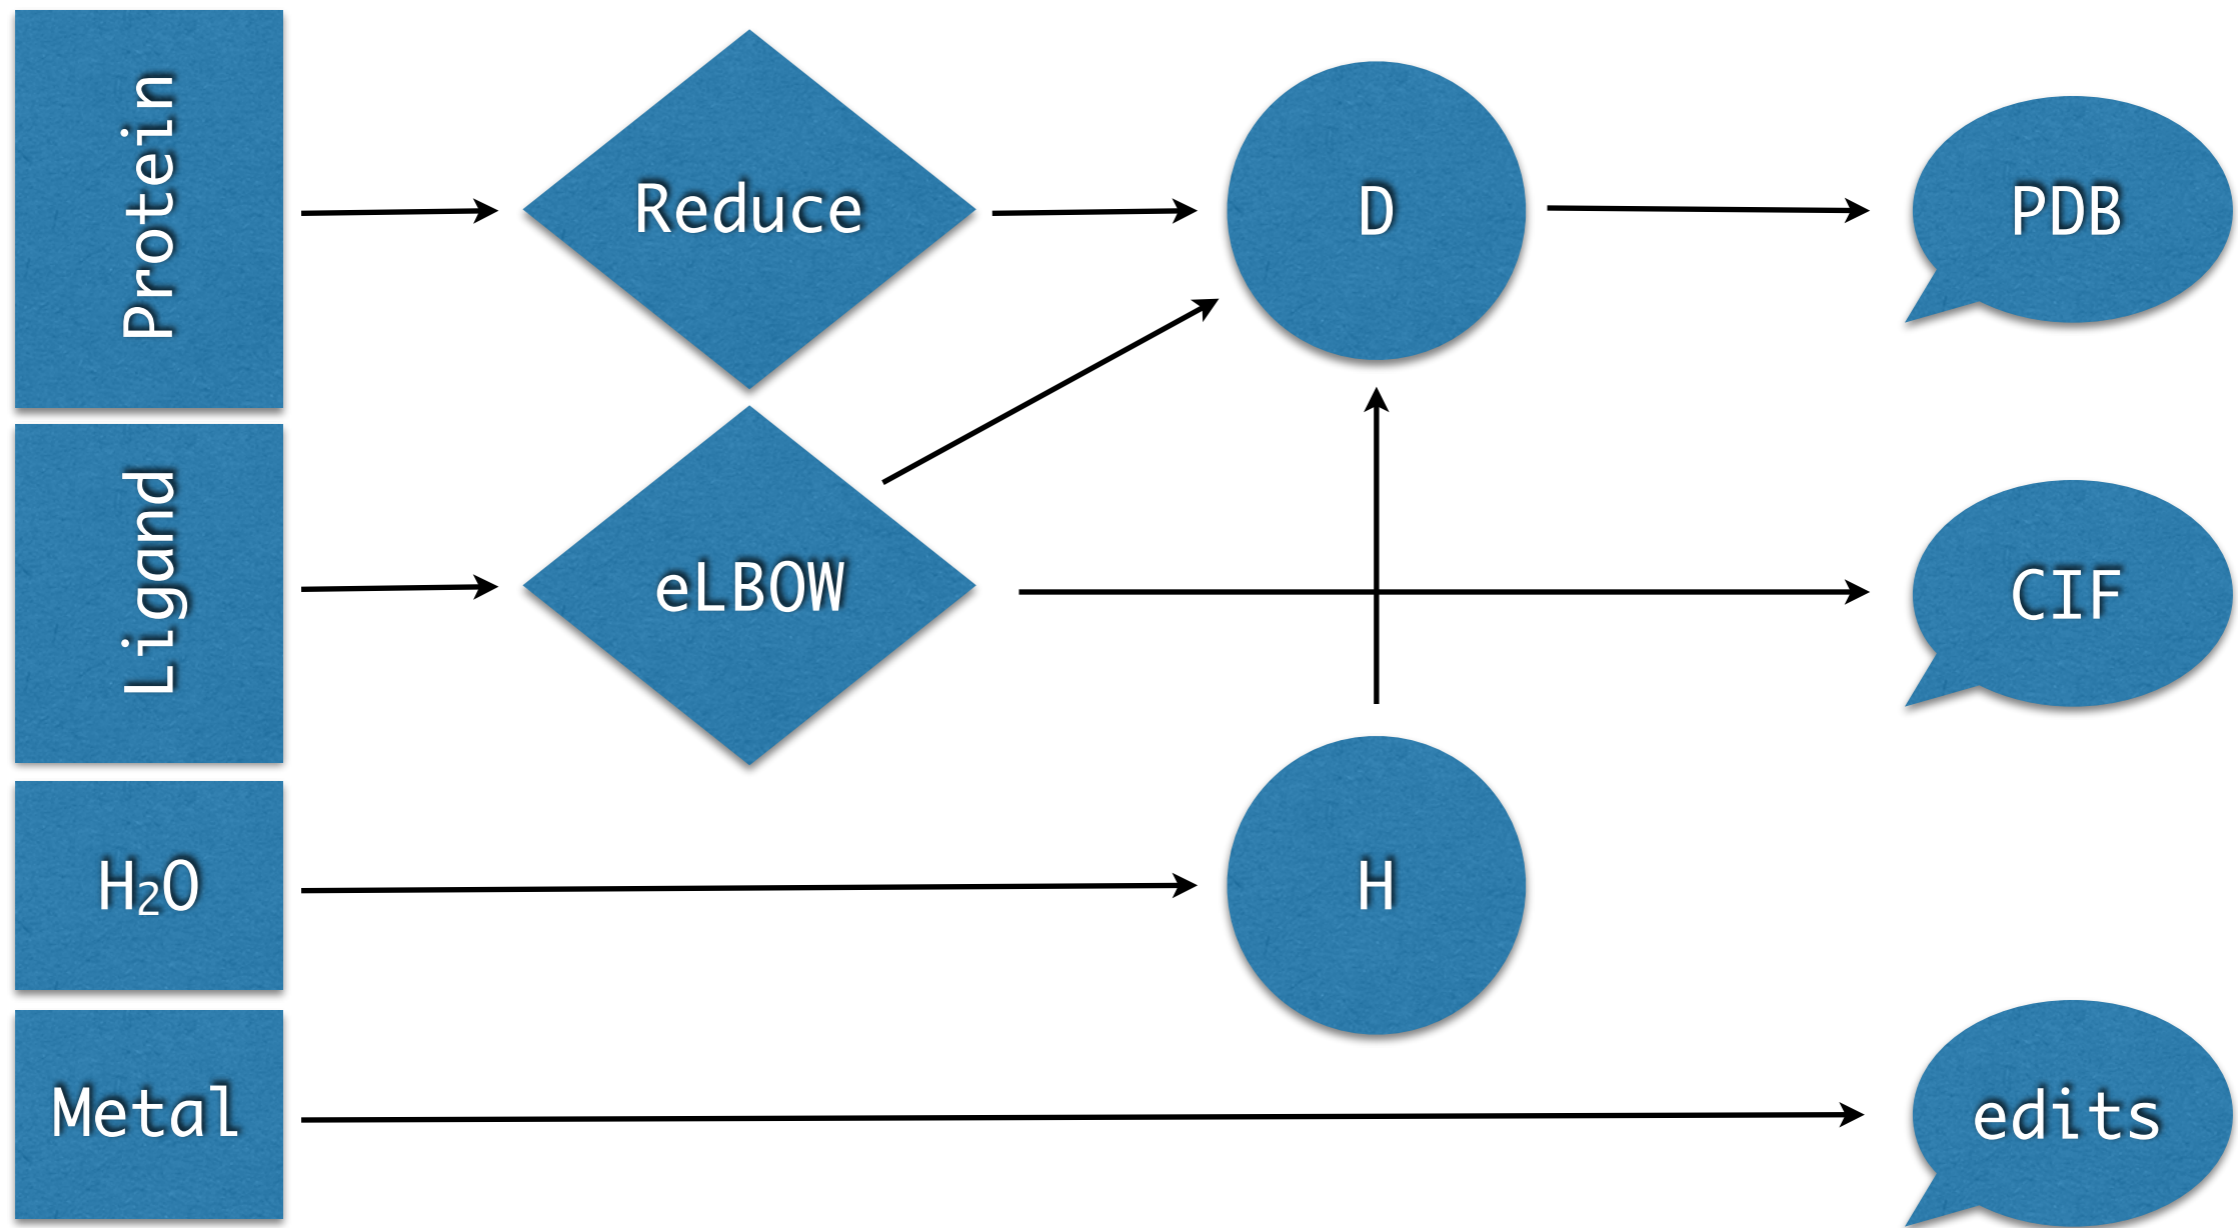 Protein
Reduce
D
PDB
Ligand
eLBOW
CIF
H₂O
H
Metal
edits